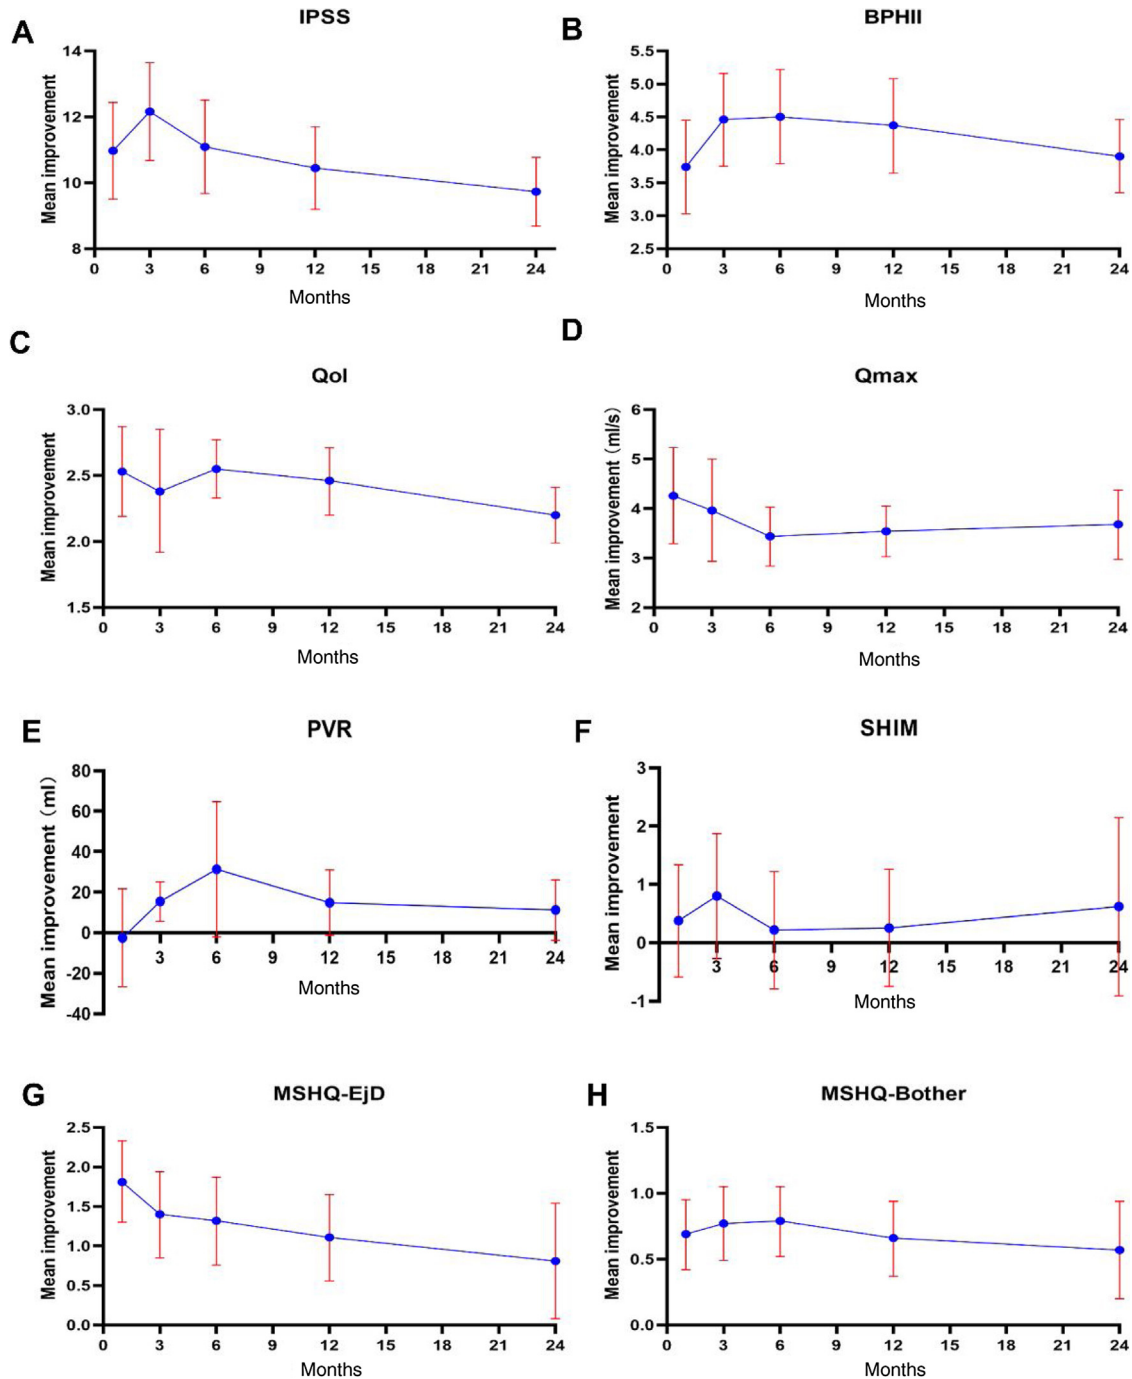 A
IPSS
Mean improvement
14
12
10
8
0 3 6 9 12 15 18 21 24
Months
B
BPHII
Mean improvement
5.5
5.0
4.5
4.0
3.5
3.0
2.5
0 3 6 9 12 15 18 21 24
Months
C
Qol
Mean improvement
3.0
2.5
2.0
1.5
0 3 6 9 12 15 18 21 24
Months
D
Qmax
Mean improvement (ml/s)
6
5
4
3
2
0 3 6 9 12 15 18 21 24
Months
E
PVR
Mean improvement (ml)
80
60
40
20
0
-20
-40
3 6 9 12 15 18 21 24
Months
F
SHIM
Mean improvement
3
2
1
0
-1
3 6 9 12 15 18 21 24
Months
G
MSHQ-EjD
Mean improvement
2.5
2.0
1.5
1.0
0.5
0.0
0 3 6 9 12 15 18 21 24
Months
H
MSHQ-Bother
Mean improvement
1.5
1.0
0.5
0.0
0 3 6 9 12 15 18 21 24
Months